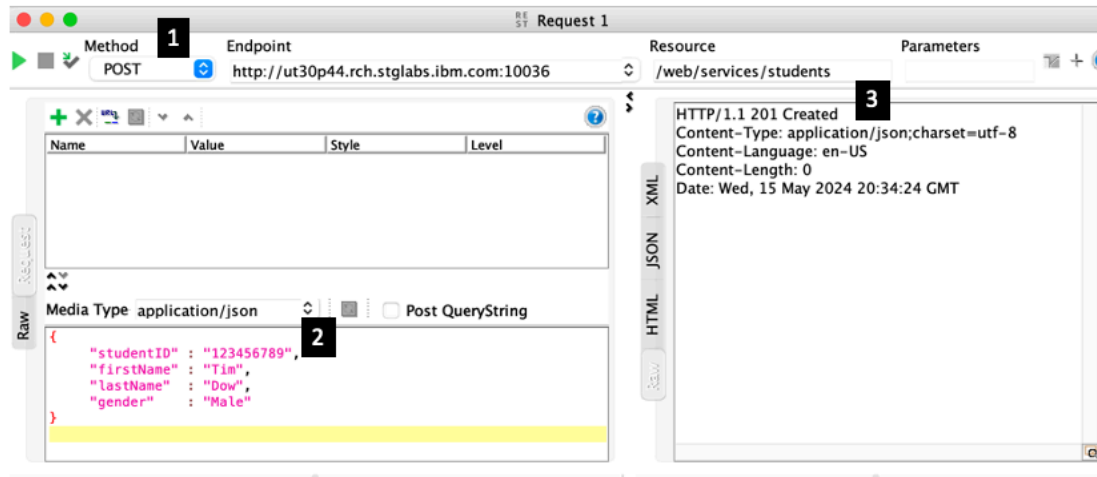 REST Request 1
1
Method
Endpoint
Resource
Parameters
POST
http://ut30p44.rch.stglabs.ibm.com:10036
/web/services/students
3
Name
Value
Style
Level
HTTP/1.1 201 Created
Content-Type: application/json;charset=utf-8
Content-Language: en-US
Content-Length: 0
Date: Wed, 15 May 2024 20:34:24 GMT
Request
Raw
XML
JSON
HTML
Raw
Media Type application/json
Post QueryString
2
{
"studentID" : "123456789",
"firstName" : "Tim",
"lastName" : "Dow",
"gender" : "Male"
}